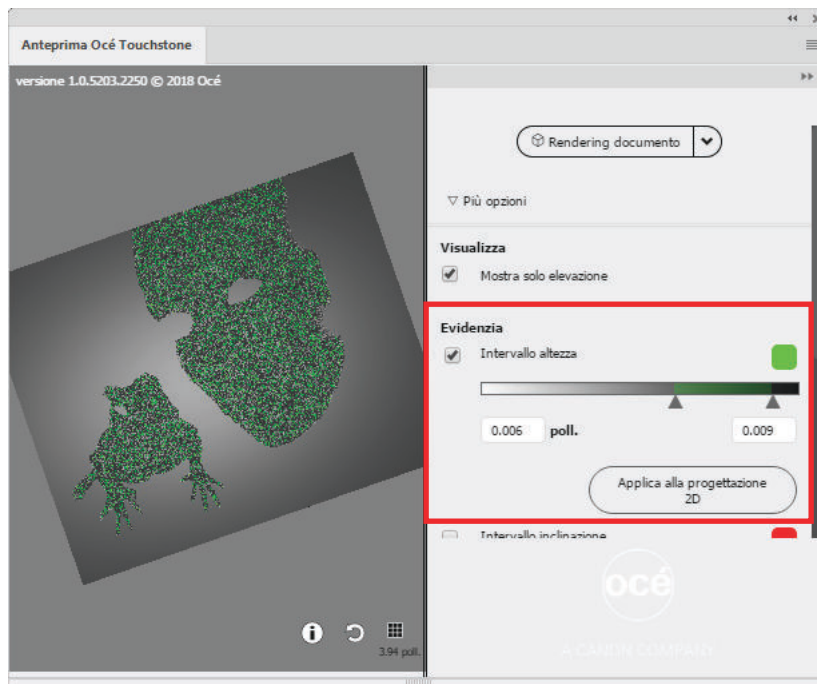 Anteprima Océ Touchstone
versione 1.0.5203.2250 © 2018 Océ
Rendering documento
Più opzioni
Visualizza
Mostra solo elevazione
Evidenzia
Intervallo altezza
0.006 poll. 0.009
Applica alla progettazione
2D
Intervallo inclinazione
océ
A CANON COMPANY
3.94 poll.